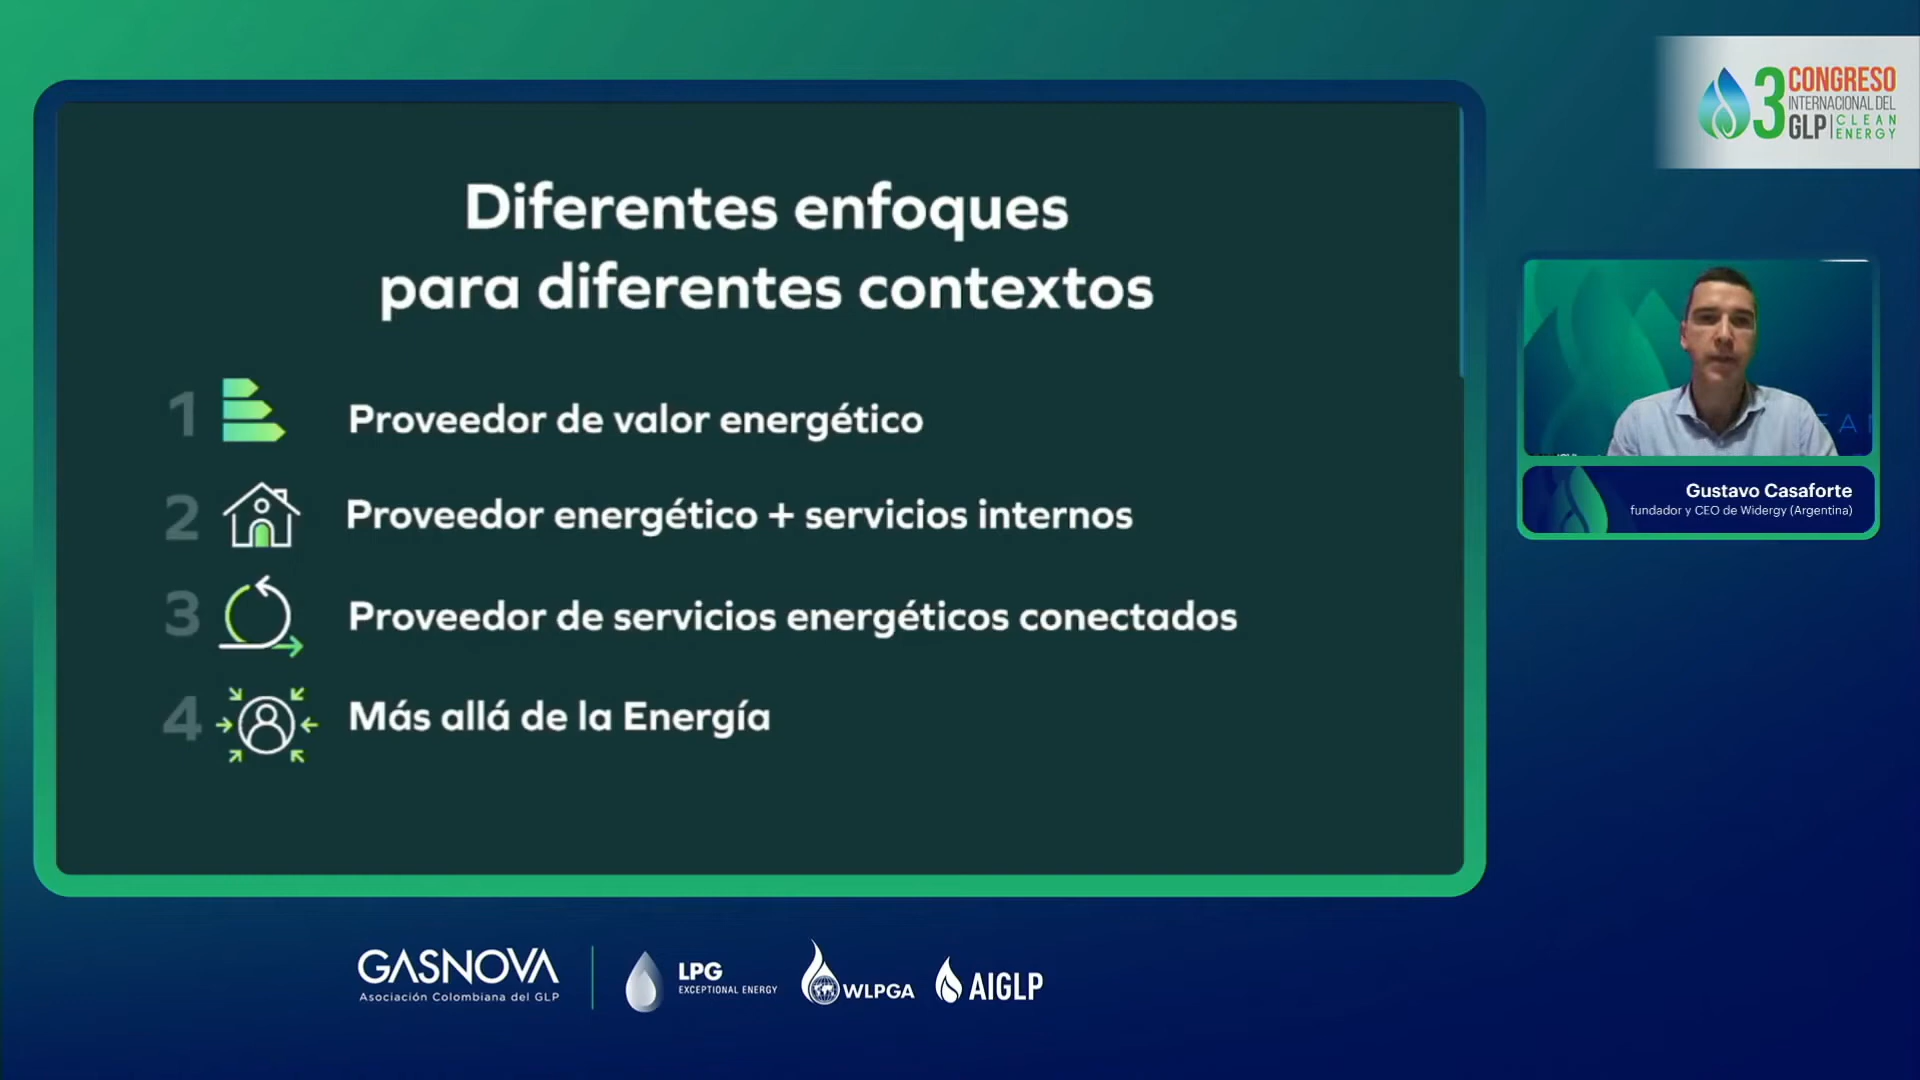 3 CONGRESO
INTERNACIONAL DEL
GLP | CLEAN
ENERGY
Diferentes enfoques
para diferentes contextos
1 Proveedor de valor energético
2 Proveedor energético + servicios internos
3 Proveedor de servicios energéticos conectados
4 Más allá de la Energía
Gustavo Casaforte
fundador y CEO de Widergy (Argentina)
GASNOVA
Asociación Colombiana del GLP
LPG
EXCEPTIONAL ENERGY
WLPGA
AIGLP